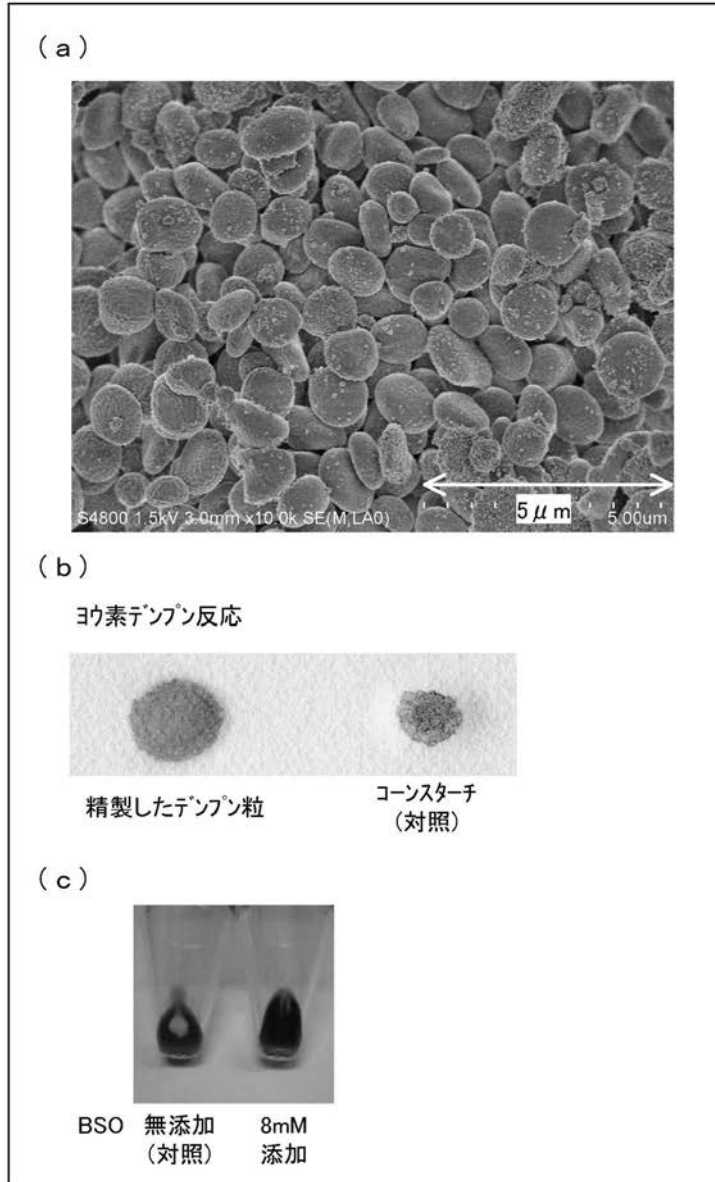 (a)
S4800 1.5kV 3.0mm x10.0k SE(M,LA0)
5μm
5.00um
(b)
ヨウ素デンプン反応
精製したデンプン粒
コーンスターチ
(対照)
(c)
BSO 無添加 8mM
(対照) 添加